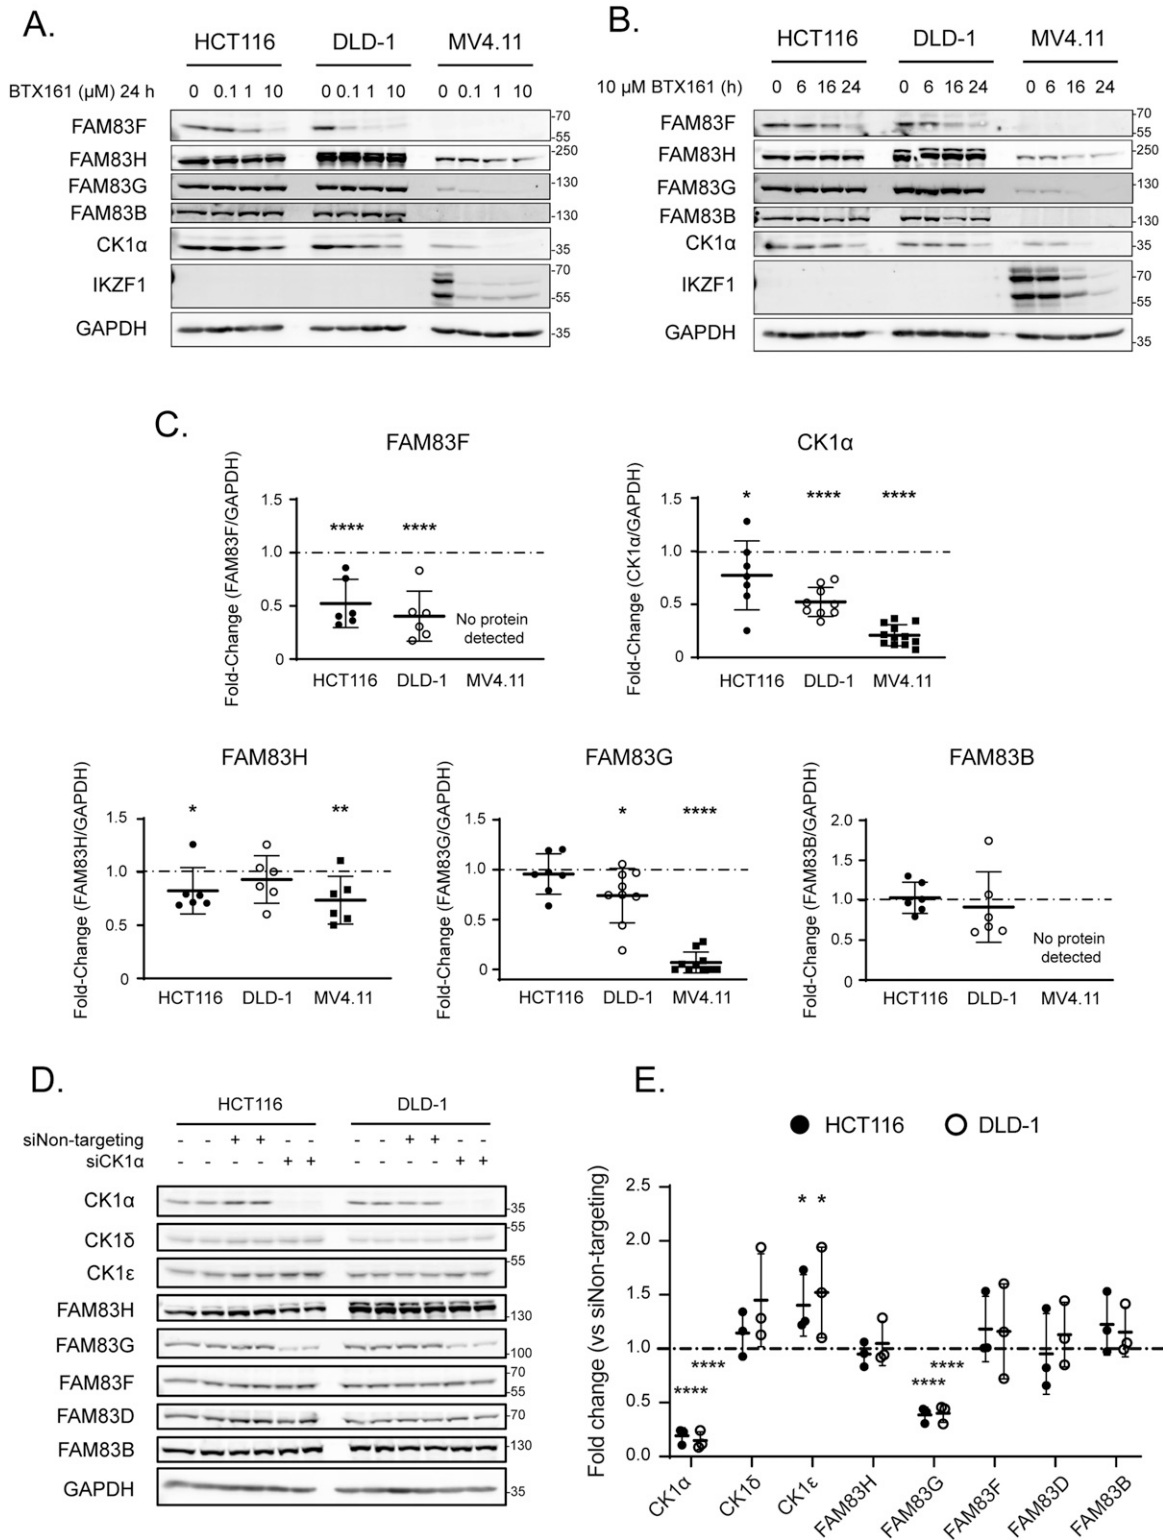 A.
HCT116 DLD-1 MV4.11
BTX161 (μM) 24 h 0 0.1 1 10 0 0.1 1 10 0 0.1 1 10
FAM83F -70 -55
FAM83H -250
FAM83G -130
FAM83B -130
CK1α -35
IKZF1 -70 -55
GAPDH -35
B.
HCT116 DLD-1 MV4.11
10 μM BTX161 (h) 0 6 16 24 0 6 16 24 0 6 16 24
FAM83F -70 -55
FAM83H -250
FAM83G -130
FAM83B -130
CK1α -35
IKZF1 -70 -55
GAPDH -35
C.
FAM83F
Fold-Change (FAM83F/GAPDH)
1.5
1.0
0.5
0
**** ****
No protein
detected
HCT116 DLD-1 MV4.11
CK1α
Fold-Change (CK1α/GAPDH)
1.5
1.0
0.5
0
* **** ****
HCT116 DLD-1 MV4.11
FAM83H
Fold-Change (FAM83H/GAPDH)
1.5
1.0
0.5
0
* **
HCT116 DLD-1 MV4.11
FAM83G
Fold-Change (FAM83G/GAPDH)
1.5
1.0
0.5
0
* ****
HCT116 DLD-1 MV4.11
FAM83B
Fold-Change (FAM83B/GAPDH)
2.0
1.5
1.0
0.5
0
No protein
detected
HCT116 DLD-1 MV4.11
D.
HCT116 DLD-1
siNon-targeting - - + + - - - - + + - -
siCK1α - - - - + + - - - - + +
CK1α -35
CK1δ -55
CK1ε -55
FAM83H -130
FAM83G -100
FAM83F -70 -55
FAM83D -70
FAM83B -130
GAPDH -35
E.
HCT116 DLD-1
Fold change (vs siNon-targeting)
2.5
2.0
1.5
1.0
0.5
0.0
* *
**** ****
**** ****
CK1α CK1δ CK1ε FAM83H FAM83G FAM83F FAM83D FAM83B